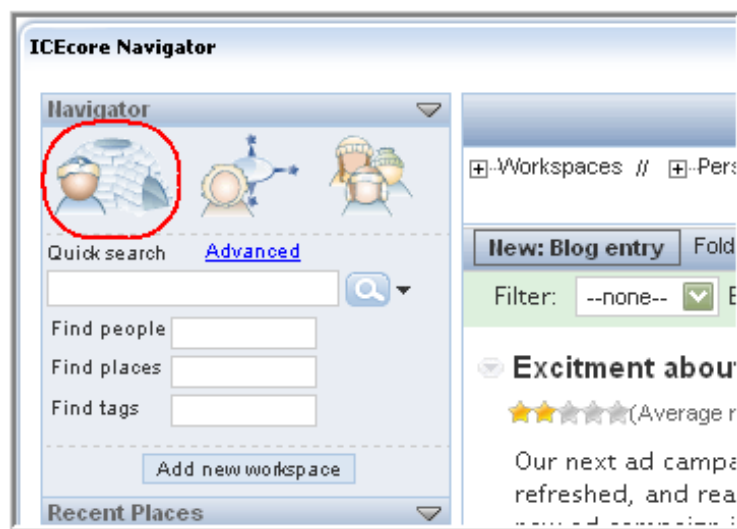 ICEcore Navigator
Navigator
Quick search Advanced
Find people
Find places
Find tags
Add new workspace
Recent Places
Workspaces // Pers
New: Blog entry Fold
Filter: --none-- E
Excitment abou
(Average r
Our next ad campa
refreshed, and rea